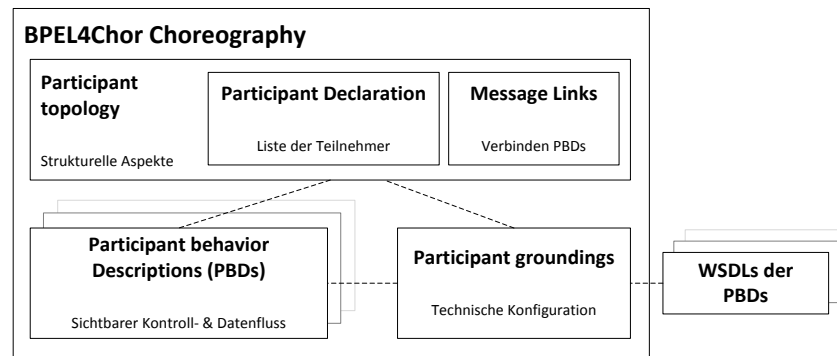 BPEL4Chor Choreography
Participant
topology
Strukturelle Aspekte
Participant Declaration
Liste der Teilnehmer
Message Links
Verbinden PBDs
Participant behavior
Descriptions (PBDs)
Sichtbarer Kontroll- & Datenfluss
Participant groundings
Technische Konfiguration
WSDLs der
PBDs